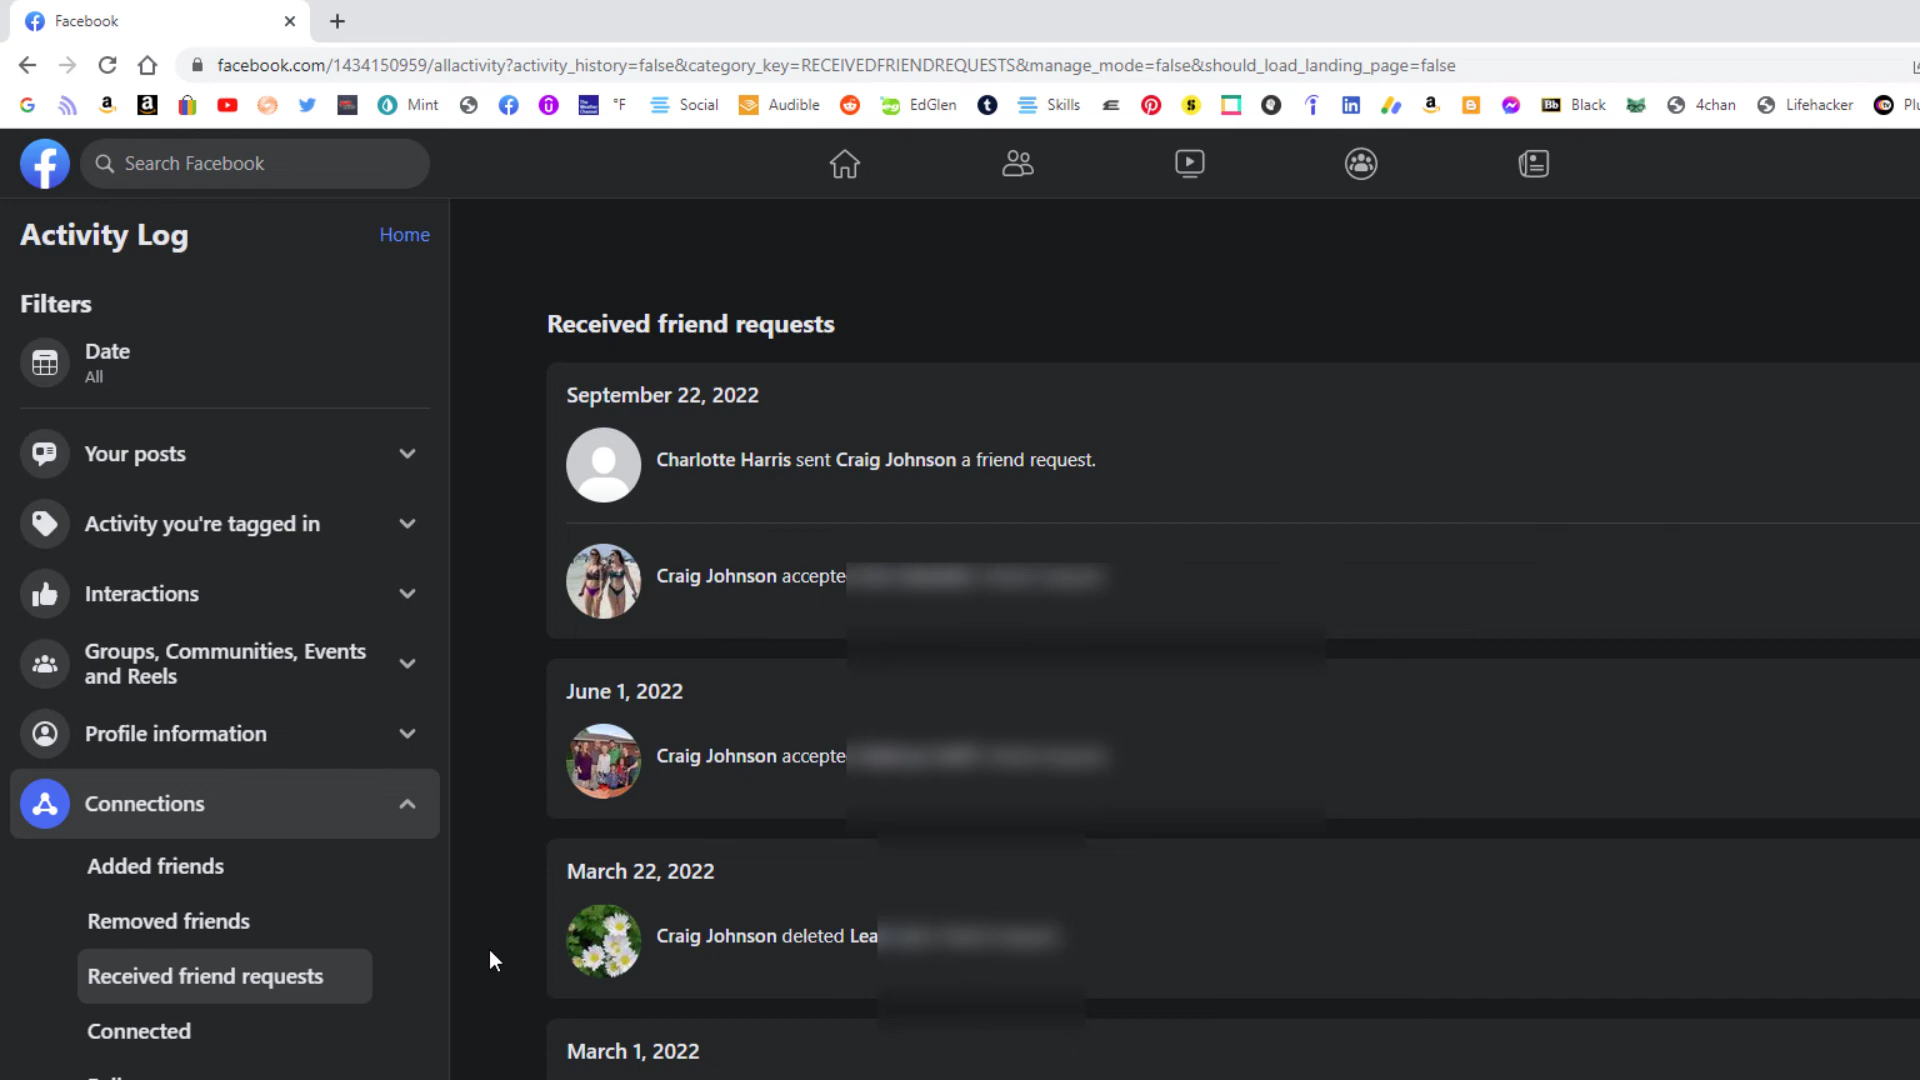 Facebook
facebook.com/1434150959/allactivity?activity_history=false&category_key=RECEIVEDFRIENDREQUESTS&manage_mode=false&should_load_landing_page=false
Mint °F Social Audible EdGlen Skills Black 4chan Lifehacker
Search Facebook
Activity Log Home
Filters
Date
All
Your posts
Activity you're tagged in
Interactions
Groups, Communities, Events
and Reels
Profile information
Connections
Added friends
Removed friends
Received friend requests
Connected
Received friend requests
September 22, 2022
Charlotte Harris sent Craig Johnson a friend request.
Craig Johnson accepte
June 1, 2022
Craig Johnson accepte
March 22, 2022
Craig Johnson deleted Lea
March 1, 2022